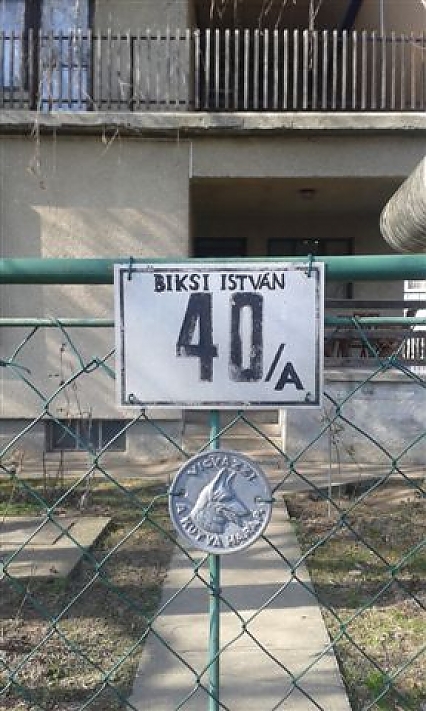 BIKSI ISTVÁN
40/A
VIGYÁZZ!
A KUTYA HARAP